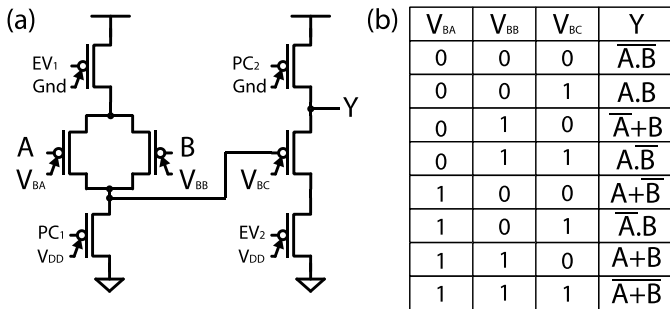 (a)
EV₁
Gnd
PC₂
Gnd
Y
A
V_BA
B
V_BB
V_BC
PC₁
V_DD
EV₂
V_DD
(b)
V_BA V_BB V_BC Y
0 0 0 A̅.̅B̅
0 0 1 A.B
0 1 0 A̅+B
0 1 1 A.B̅
1 0 0 A+B̅
1 0 1 A̅.B
1 1 0 A+B
1 1 1 A̅+̅B̅